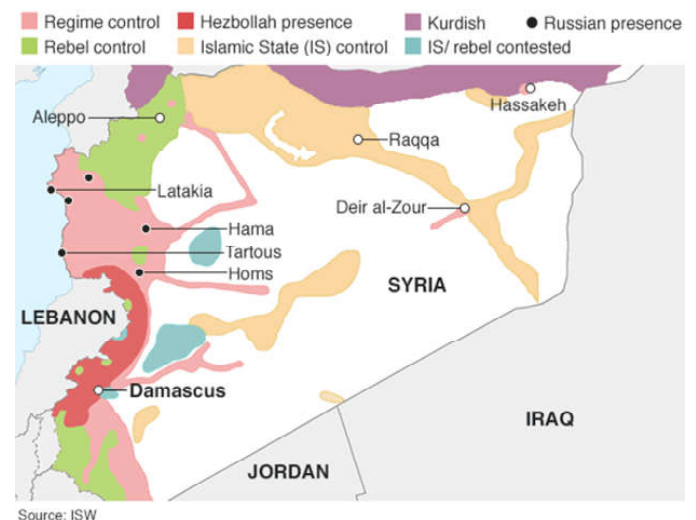 Regime control
Hezbollah presence
Kurdish
Russian presence
Rebel control
Islamic State (IS) control
IS/ rebel contested
Aleppo
Hassakeh
Raqqa
Latakia
Deir al-Zour
Hama
Tartous
Homs
SYRIA
LEBANON
Damascus
IRAQ
JORDAN
Source: ISW